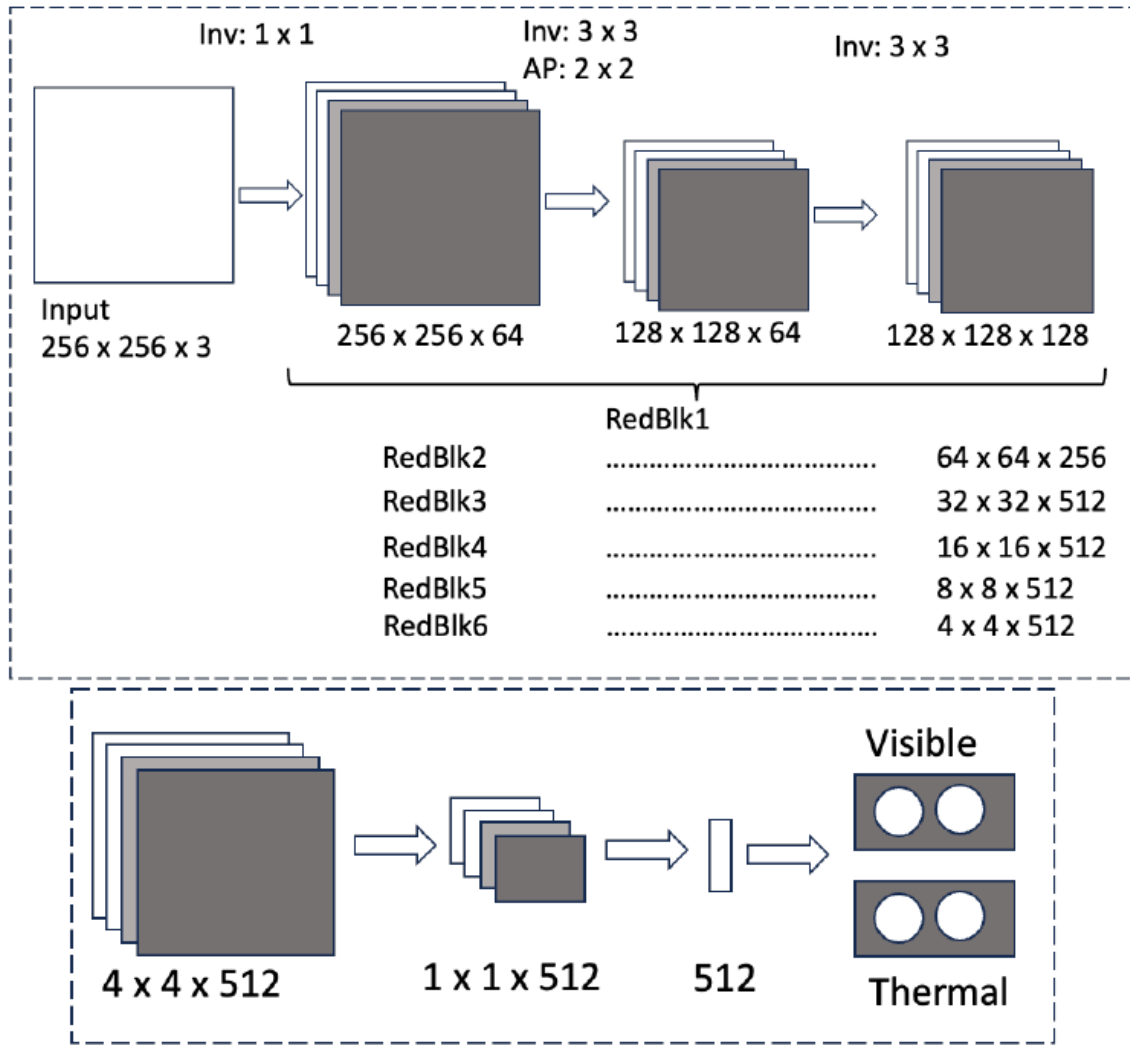 Inv: 1 x 1
Inv: 3 x 3
AP: 2 x 2
Inv: 3 x 3
Input
256 x 256 x 3
256 x 256 x 64
128 x 128 x 64
128 x 128 x 128
RedBlk1
RedBlk2 ........................................ 64 x 64 x 256
RedBlk3 ........................................ 32 x 32 x 512
RedBlk4 ........................................ 16 x 16 x 512
RedBlk5 ........................................ 8 x 8 x 512
RedBlk6 ........................................ 4 x 4 x 512
Visible
4 x 4 x 512
1 x 1 x 512
512
Thermal